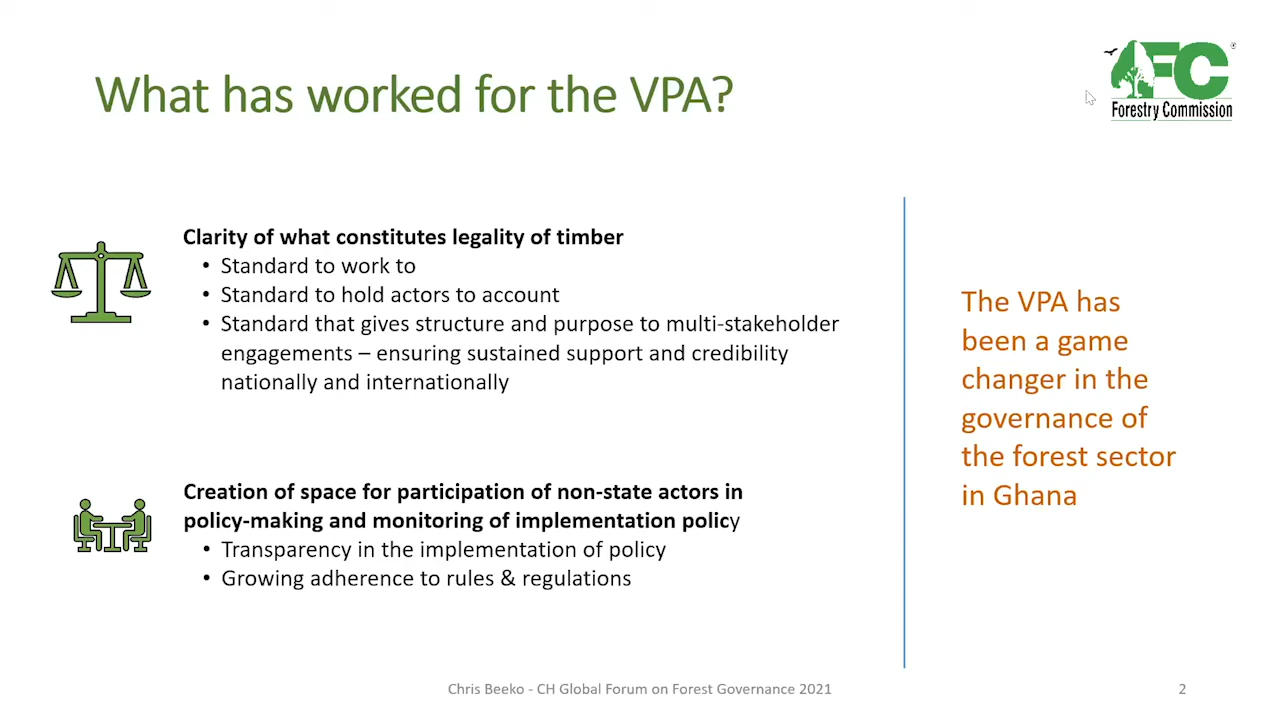 What has worked for the VPA?
FC
Forestry Commission
Clarity of what constitutes legality of timber
• Standard to work to
• Standard to hold actors to account
• Standard that gives structure and purpose to multi-stakeholder
engagements – ensuring sustained support and credibility
nationally and internationally
Creation of space for participation of non-state actors in
policy-making and monitoring of implementation policy
• Transparency in the implementation of policy
• Growing adherence to rules & regulations
The VPA has
been a game
changer in the
governance of
the forest sector
in Ghana
Chris Beeko - CH Global Forum on Forest Governance 2021
2